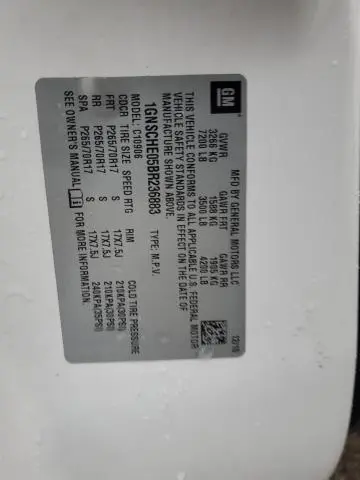 GM
MFD BY GENERAL MOTORS LLC 12/10
GVWR GAWR FRT GAWR RR
3266 KG 1588 KG 1905 KG
7200 LB 3500 LB 4200 LB
THIS VEHICLE CONFORMS TO ALL APPLICABLE U.S. FEDERAL MOTOR
VEHICLE SAFETY STANDARDS IN EFFECT ON THE DATE OF
MANUFACTURE SHOWN ABOVE.
1GNSCHE05BR236883 TYPE: M.P.V.
MODEL: C10906
COCR TIRE SIZE SPEED RTG RIM COLD TIRE PRESSURE
FRT P265/70R17 S 17X7.5J 210KPA(30PSI)
RR P265/70R17 S 17X7.5J 210KPA(30PSI)
SPA P265/70R17 S 17X7.5J 240KPA(35PSI)
SEE OWNER'S MANUAL FOR MORE INFORMATION.